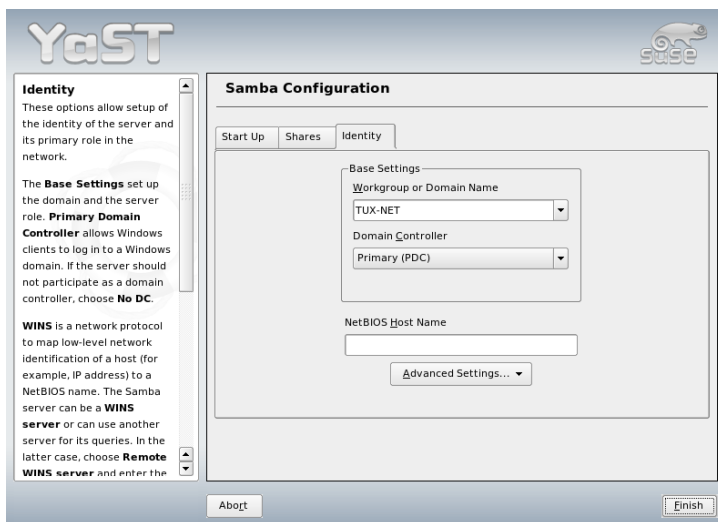 YaST
SUSE
Identity
These options allow setup of
the identity of the server and
its primary role in the
network.
The Base Settings set up
the domain and the server
role. Primary Domain
Controller allows Windows
clients to log in to a Windows
domain. If the server should
not participate as a domain
controller, choose No DC.
WINS is a network protocol
to map low-level network
identification of a host (for
example, IP address) to a
NetBIOS name. The Samba
server can be a WINS
server or can use another
server for its queries. In the
latter case, choose Remote
WINS server and enter the
Samba Configuration
Start Up
Shares
Identity
Base Settings
Workgroup or Domain Name
TUX-NET
Domain Controller
Primary (PDC)
NetBIOS Host Name
Advanced Settings...
Abort
Finish